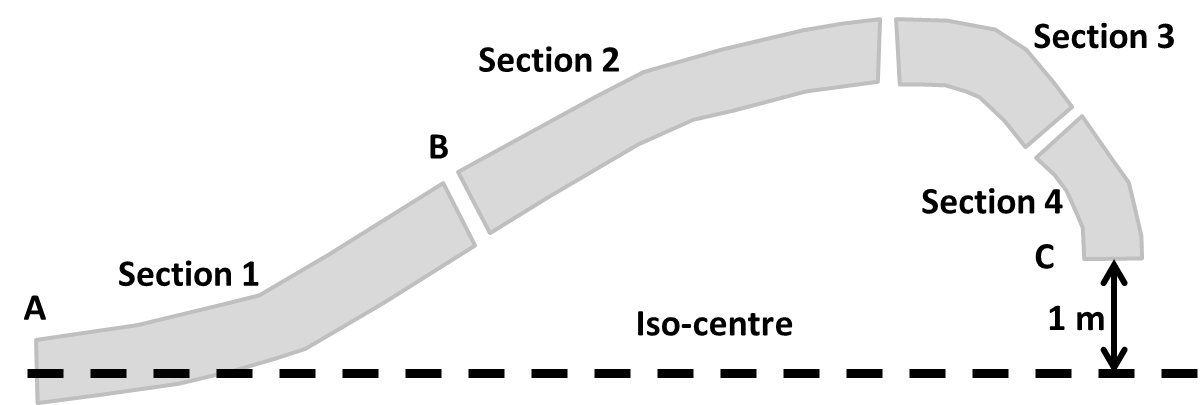 Section 3
Section 2
B
Section 4
Section 1
C
A
1 m
Iso-centre